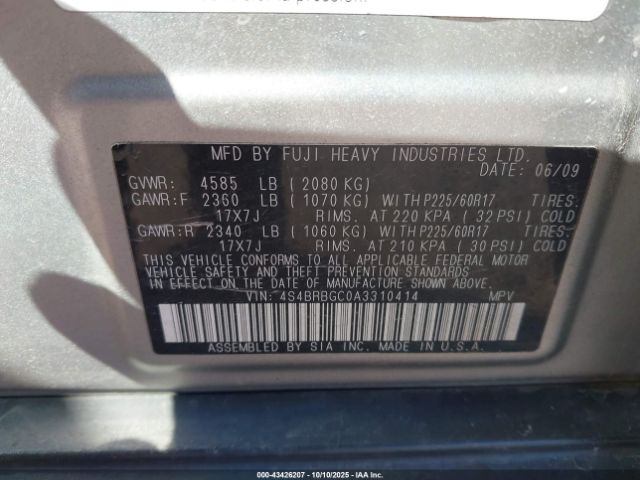 MFD BY FUJI HEAVY INDUSTRIES LTD.
DATE: 06/09
GVWR: 4585 LB ( 2080 KG)
GAWR:F 2360 LB ( 1070 KG) WITH P225/60R17 TIRES.
17X7J RIMS. AT 220 KPA ( 32 PSI) COLD
GAWR:R 2340 LB ( 1060 KG) WITH P225/60R17 TIRES.
17X7J RIMS. AT 210 KPA ( 30 PSI) COLD
THIS VEHICLE CONFORMS TO ALL APPLICABLE FEDERAL MOTOR
VEHICLE SAFETY AND THEFT PREVENTION STANDARDS
IN EFFECT ON THE DATE OF MANUFACTURE SHOWN ABOVE.
VIN: 4S4BRBGC0A3310414 MPV
ASSEMBLED BY SIA INC. MADE IN U.S.A.
000-43426207 - 10/10/2025 - IAA Inc.